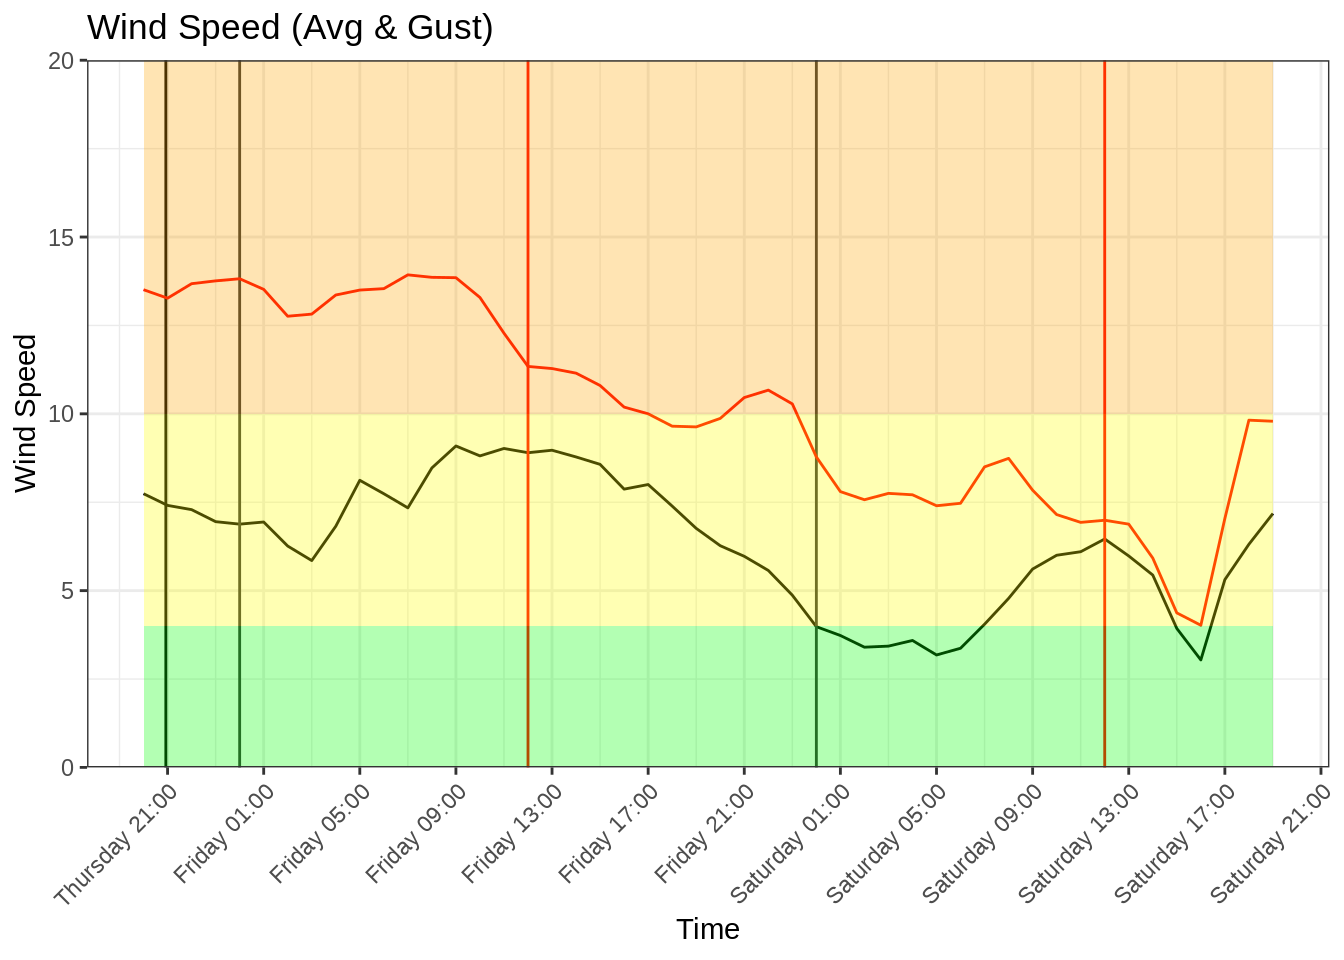 Wind Speed (Avg & Gust)
20
15
10
5
0
Wind Speed
Thursday 21:00
Friday 01:00
Friday 05:00
Friday 09:00
Friday 13:00
Friday 17:00
Friday 21:00
Saturday 01:00
Saturday 05:00
Saturday 09:00
Saturday 13:00
Saturday 17:00
Saturday 21:00
Time